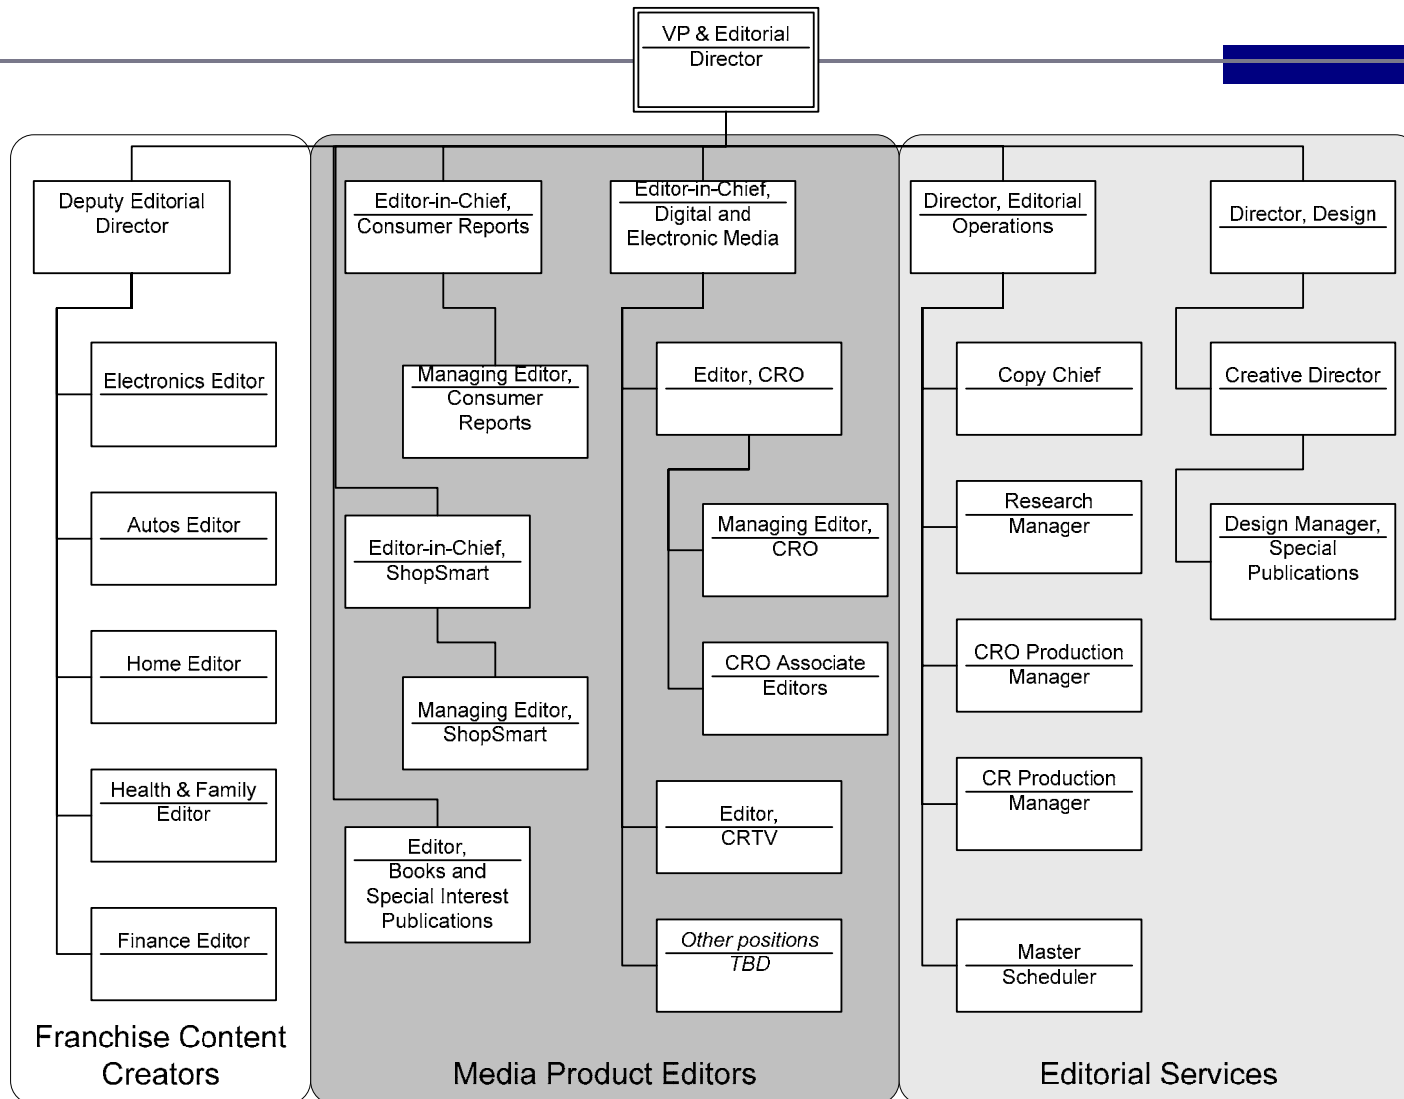 VP & Editorial
Director
Deputy Editorial
Director
Electronics Editor
Autos Editor
Home Editor
Health & Family
Editor
Finance Editor
Franchise Content
Creators
Editor-in-Chief,
Consumer Reports
Managing Editor,
Consumer
Reports
Editor-in-Chief,
ShopSmart
Managing Editor,
ShopSmart
Editor,
Books and
Special Interest
Publications
Editor-in-Chief,
Digital and
Electronic Media
Editor, CRO
Managing Editor,
CRO
CRO Associate
Editors
Editor,
CRTV
Other positions
TBD
Media Product Editors
Director, Editorial
Operations
Copy Chief
Research
Manager
CRO Production
Manager
CR Production
Manager
Master
Scheduler
Director, Design
Creative Director
Design Manager,
Special
Publications
Editorial Services